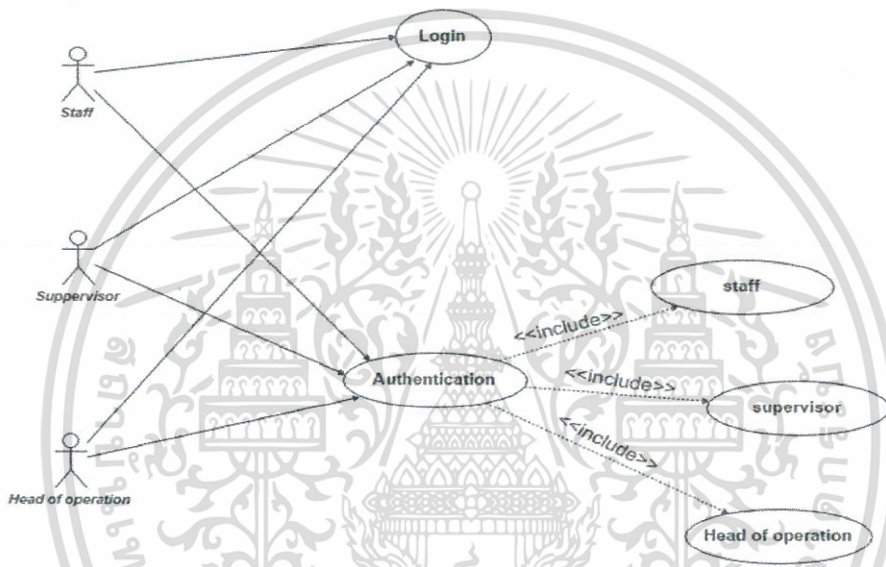 Login
Staff
Suppervisor
staff
<<include>>
Authentication
<<include>>
supervisor
<<include>>
Head of operation
Head of operation